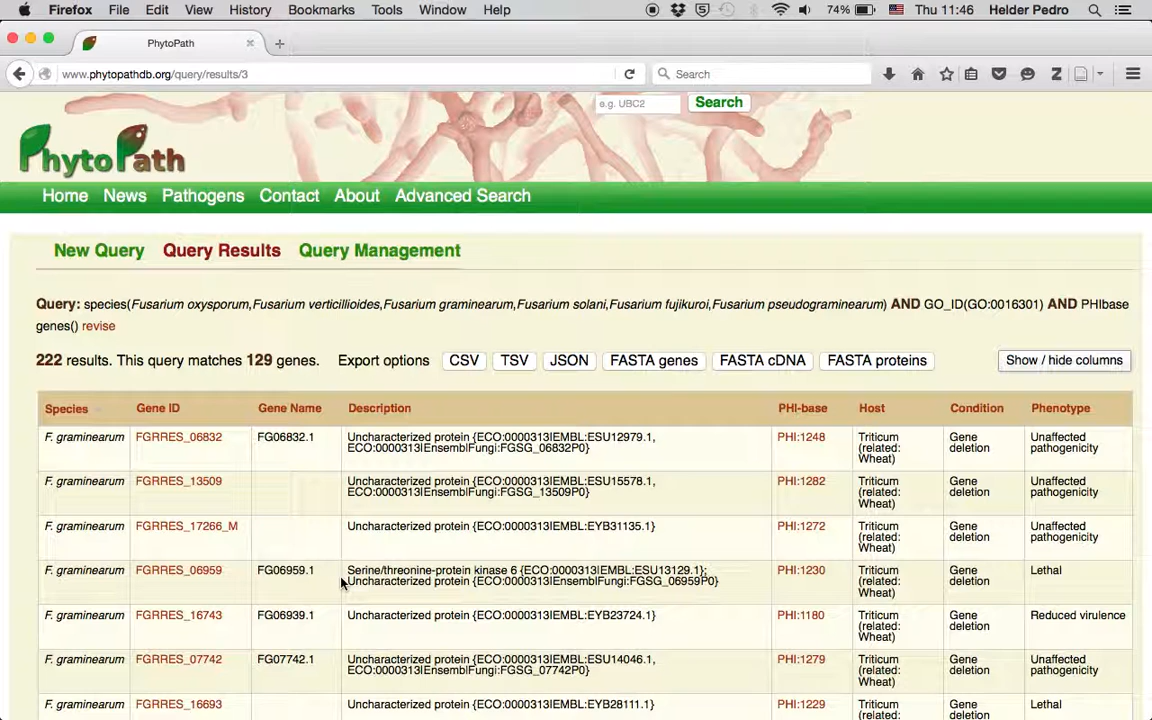 Firefox File Edit View History Bookmarks Tools Window Help 5 74% Thu 11:46 Helder Pedro
PhytoPath
www.phytopathdb.org/query/results/3 Search
e.g. UBC2 Search
PhytoPath
Home News Pathogens Contact About Advanced Search
New Query Query Results Query Management
Query: species(Fusarium oxysporum,Fusarium verticillioides,Fusarium graminearum,Fusarium solani,Fusarium fujikuroi,Fusarium pseudograminearum) AND GO_ID(GO:0016301) AND PHIbase
genes() revise
222 results. This query matches 129 genes. Export options CSV TSV JSON FASTA genes FASTA cDNA FASTA proteins Show / hide columns
Species Gene ID Gene Name Description PHI-base Host Condition Phenotype
F. graminearum FGRRES_06832 FG06832.1 Uncharacterized protein {ECO:0000313|EMBL:ESU12979.1, PHI:1248 Triticum Gene Unaffected
ECO:0000313|EnsemblFungi:FGSG_06832P0} (related: deletion pathogenicity
Wheat)
F. graminearum FGRRES_13509 Uncharacterized protein {ECO:0000313|EMBL:ESU15578.1, PHI:1282 Triticum Gene Unaffected
ECO:0000313|EnsemblFungi:FGSG_13509P0} (related: deletion pathogenicity
Wheat)
F. graminearum FGRRES_17266_M Uncharacterized protein {ECO:0000313|EMBL:EYB31135.1} PHI:1272 Triticum Gene Unaffected
(related: deletion pathogenicity
Wheat)
F. graminearum FGRRES_06959 FG06959.1 Serine/threonine-protein kinase 6 {ECO:0000313|EMBL:ESU13129.1}; PHI:1230 Triticum Gene Lethal
Uncharacterized protein {ECO:0000313|EnsemblFungi:FGSG_06959P0} (related: deletion
Wheat)
F. graminearum FGRRES_16743 FG06939.1 Uncharacterized protein {ECO:0000313|EMBL:EYB23724.1} PHI:1180 Triticum Gene Reduced virulence
(related: deletion
Wheat)
F. graminearum FGRRES_07742 FG07742.1 Uncharacterized protein {ECO:0000313|EMBL:ESU14046.1, PHI:1279 Triticum Gene Unaffected
ECO:0000313|EnsemblFungi:FGSG_07742P0} (related: deletion pathogenicity
Wheat)
F. graminearum FGRRES_16693 Uncharacterized protein {ECO:0000313|EMBL:EYB28111.1} PHI:1229 Triticum Gene Lethal
(related: deletion